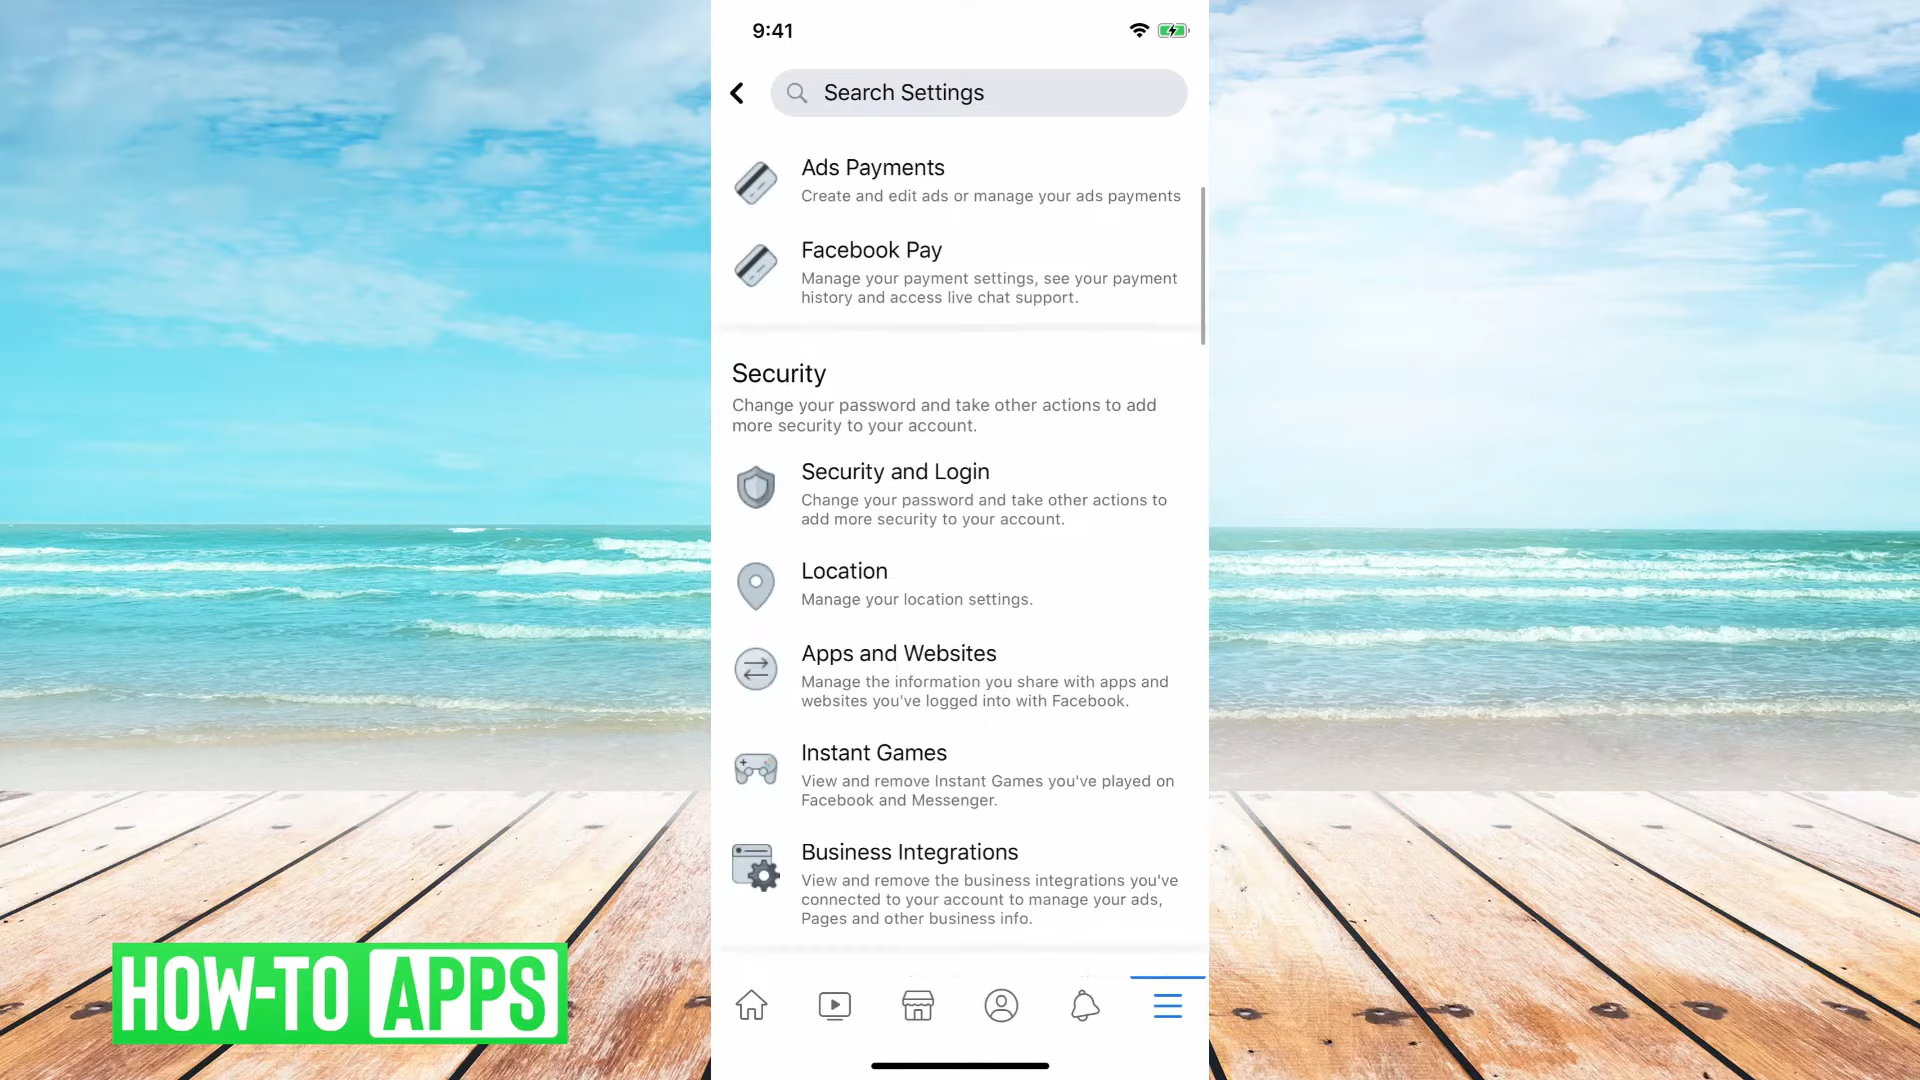 9:41
Search Settings
Ads Payments
Create and edit ads or manage your ads payments
Facebook Pay
Manage your payment settings, see your payment
history and access live chat support.
Security
Change your password and take other actions to add
more security to your account.
Security and Login
Change your password and take other actions to
add more security to your account.
Location
Manage your location settings.
Apps and Websites
Manage the information you share with apps and
websites you've logged into with Facebook.
Instant Games
View and remove Instant Games you've played on
Facebook and Messenger.
Business Integrations
View and remove the business integrations you've
connected to your account to manage your ads,
Pages and other business info.
HOW-TO APPS